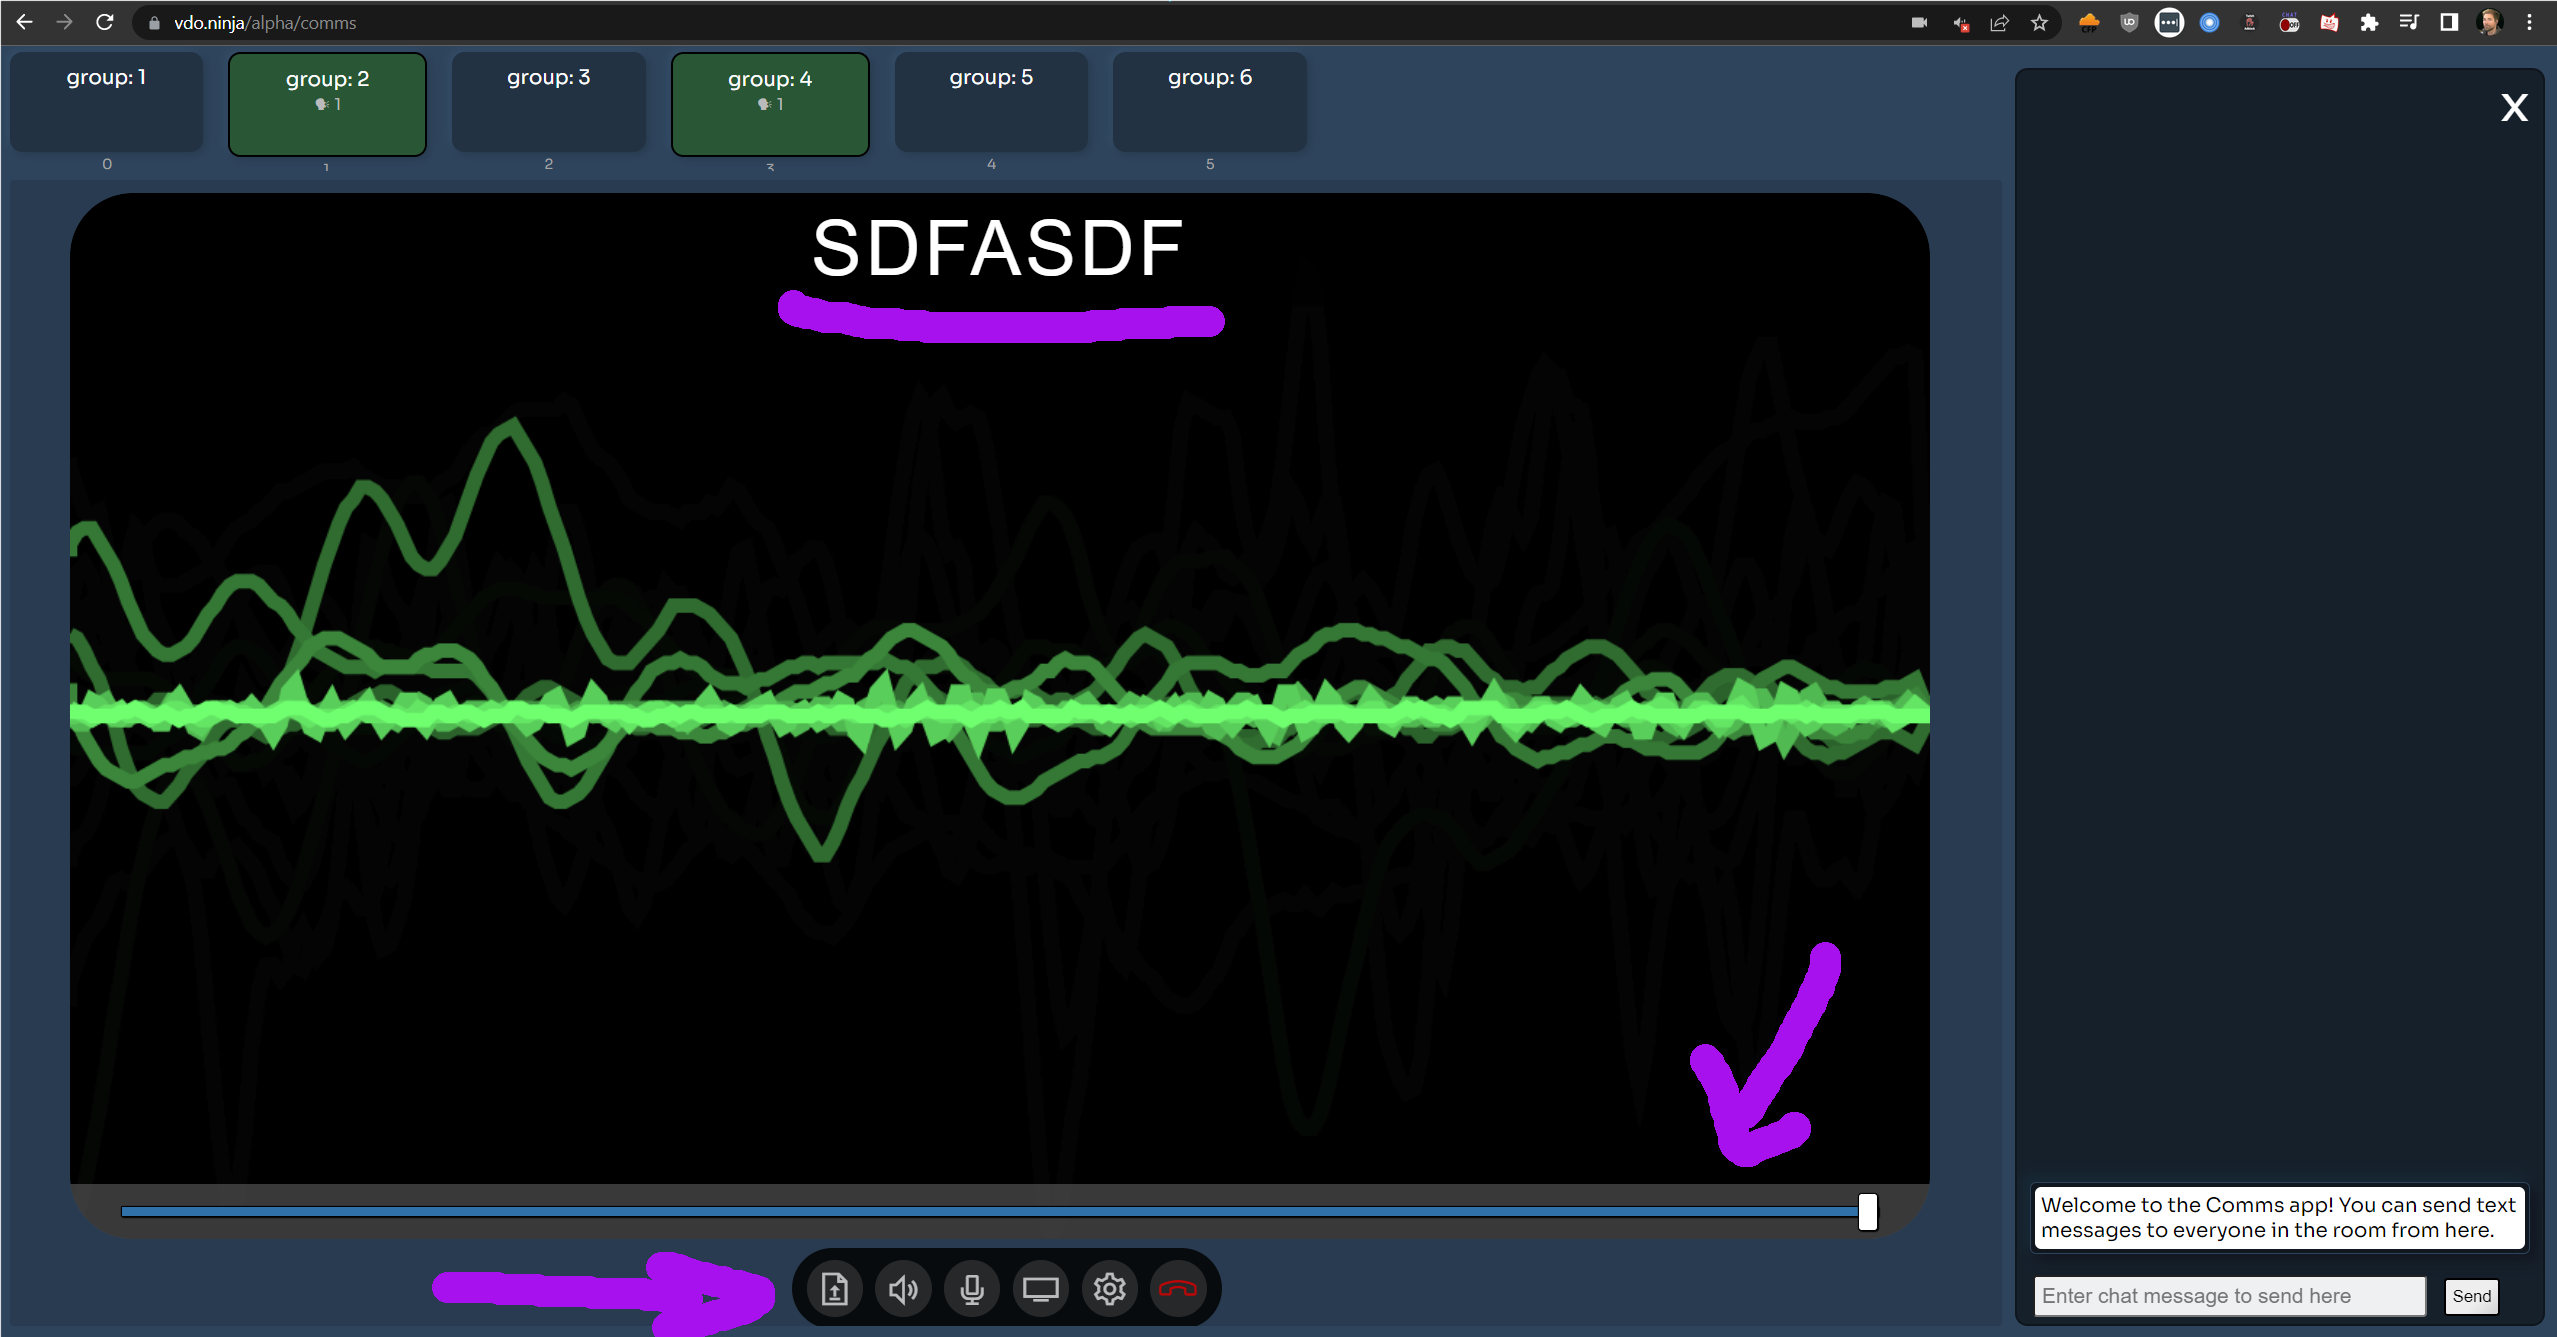 vdo.ninja/alpha/comms
group: 1
group: 2
1
group: 3
group: 4
1
group: 5
group: 6
0
1
2
3
4
5
SDFASDF
X
Welcome to the Comms app! You can send text
messages to everyone in the room from here.
Enter chat message to send here
Send